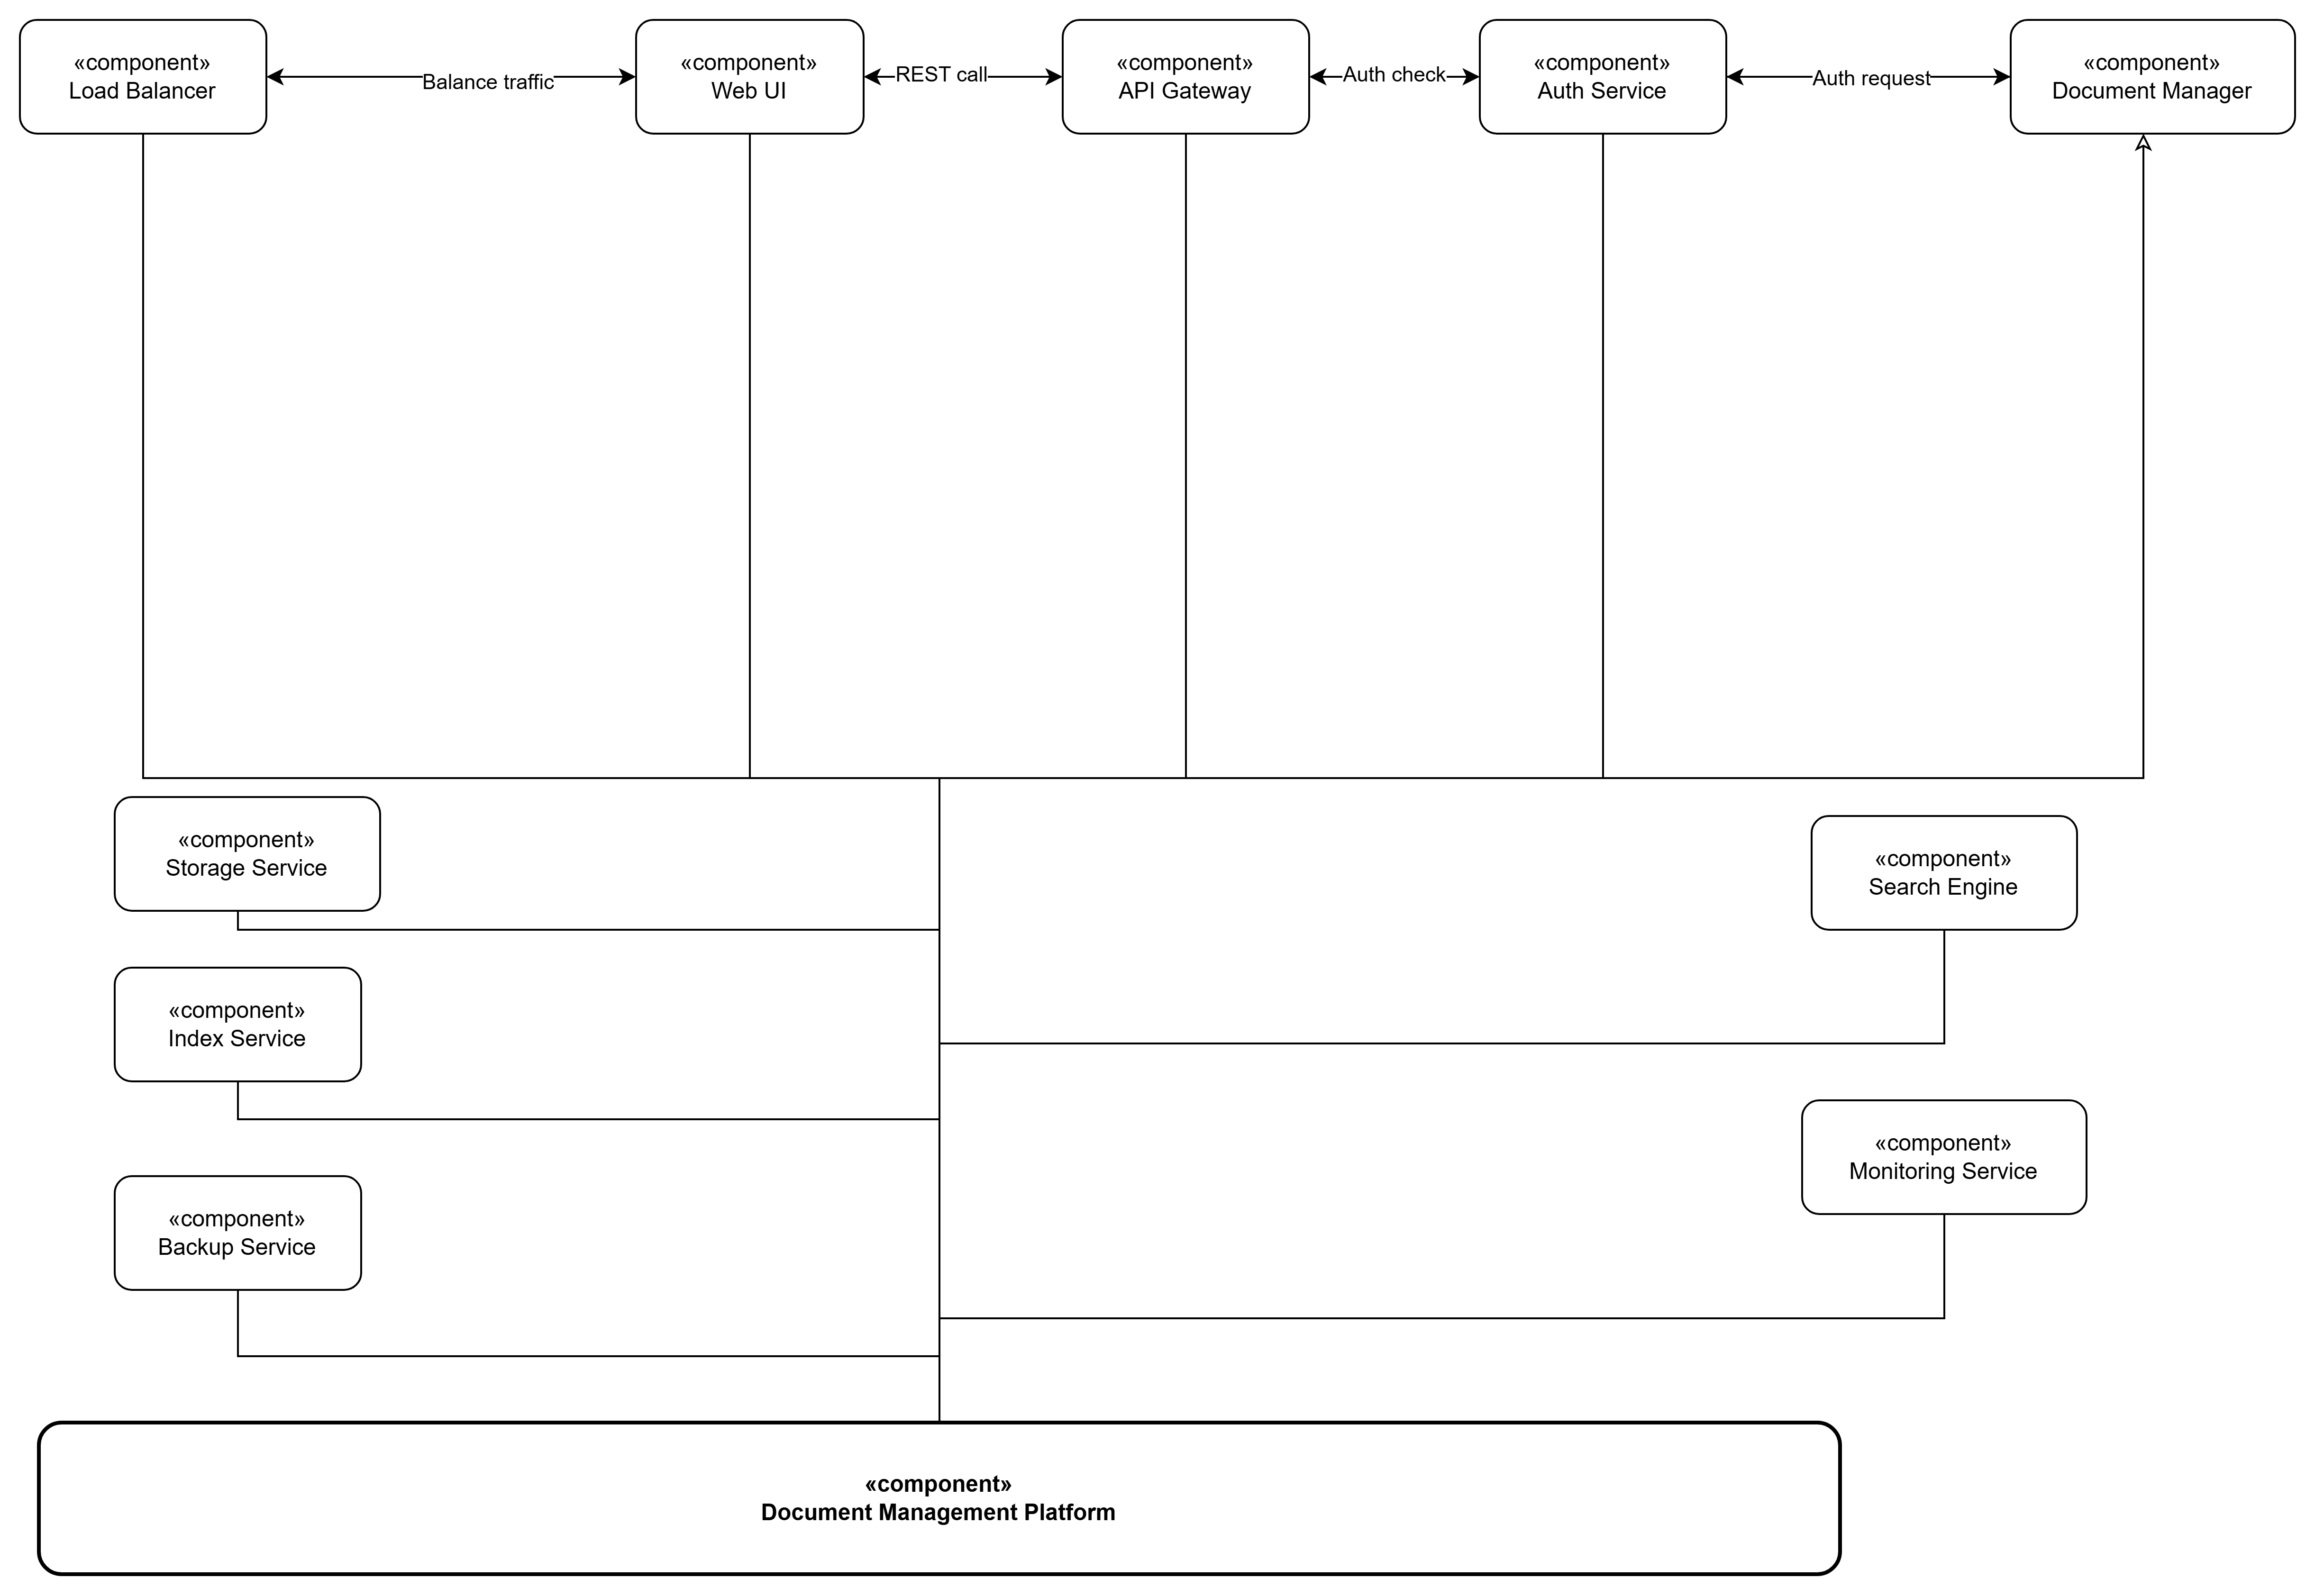 «component»
Load Balancer
Balance traffic
«component»
Web UI
REST call
«component»
API Gateway
Auth check
«component»
Auth Service
Auth request
«component»
Document Manager
«component»
Storage Service
«component»
Search Engine
«component»
Index Service
«component»
Monitoring Service
«component»
Backup Service
«component»
Document Management Platform